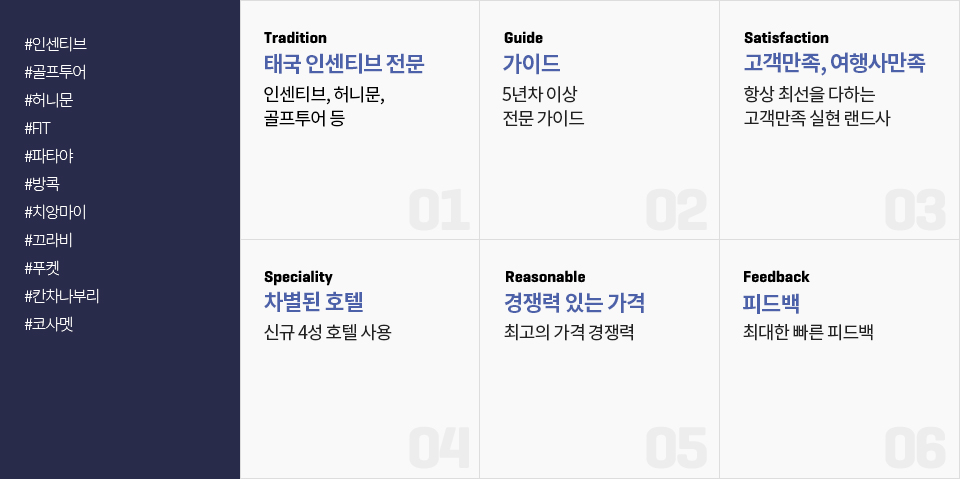 #인센티브
#골프투어
#허니문
#FIT
#파타야
#방콕
#치앙마이
#끄라비
#푸켓
#칸차나부리
#코사멧
Tradition
태국 인센티브 전문
인센티브, 허니문,
골프투어 등
01
Guide
가이드
5년차 이상
전문 가이드
02
Satisfaction
고객만족, 여행사만족
항상 최선을 다하는
고객만족 실현 랜드사
03
Speciality
차별된 호텔
신규 4성 호텔 사용
04
Reasonable
경쟁력 있는 가격
최고의 가격 경쟁력
05
Feedback
피드백
최대한 빠른 피드백
06